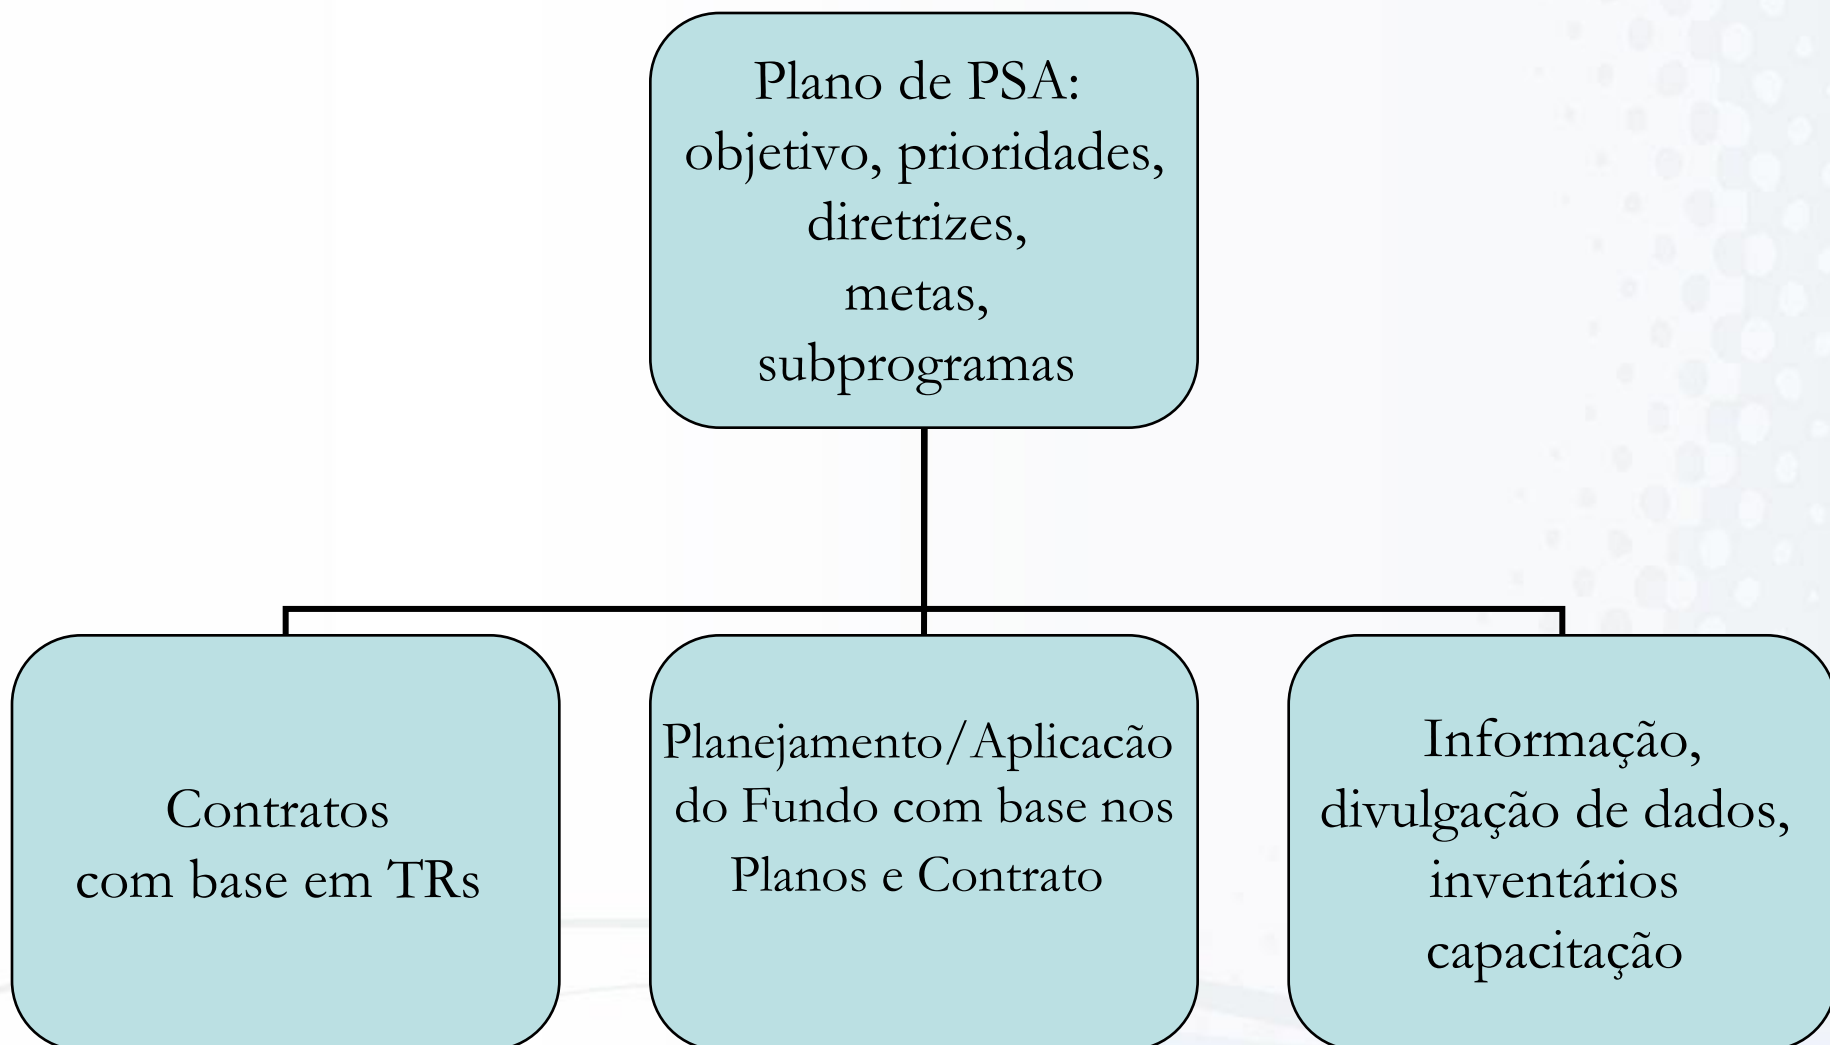 Plano de PSA:
objetivo, prioridades,
diretrizes,
metas,
subprogramas
Contratos
com base em TRs
Planejamento/Aplicacão
do Fundo com base nos
Planos e Contrato
Informação,
divulgação de dados,
inventários
capacitação